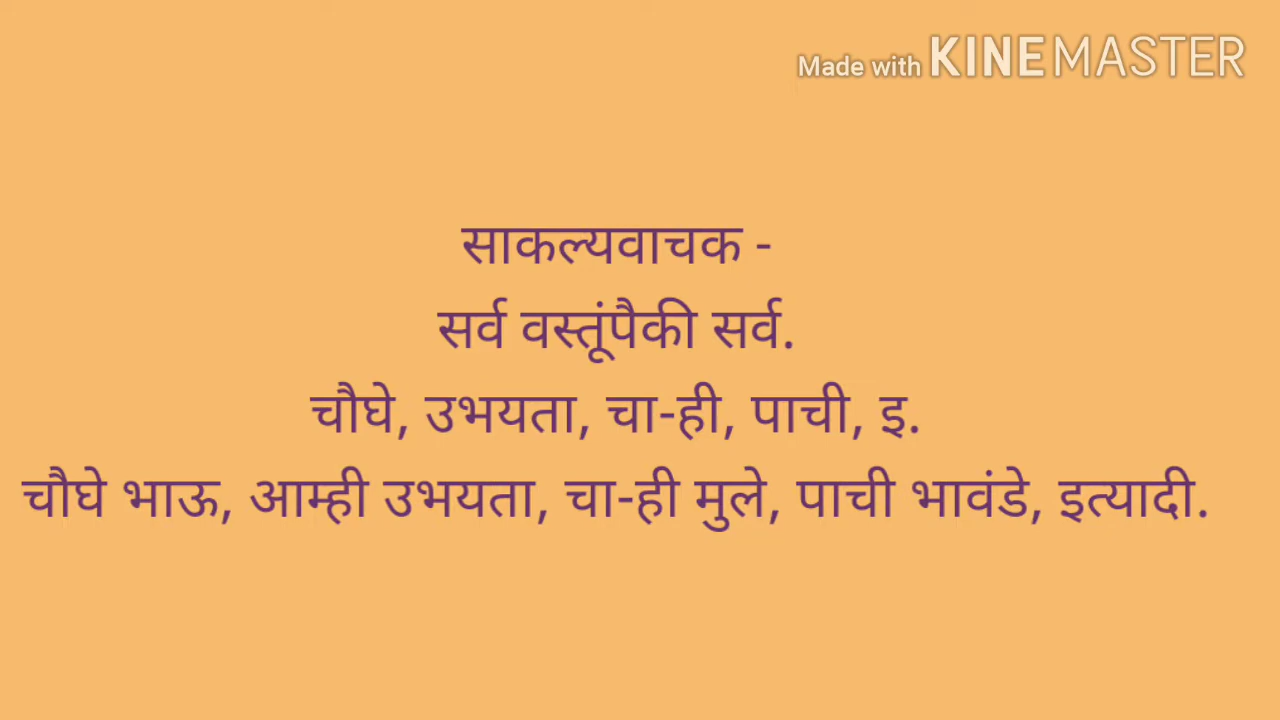 Made with KINEMASTER
साकल्यवाचक -
सर्व वस्तूंपैकी सर्व.
चौघे, उभयता, चा-ही, पाची, इ.
चौघे भाऊ, आम्ही उभयता, चा-ही मुले, पाची भावंडे, इत्यादी.